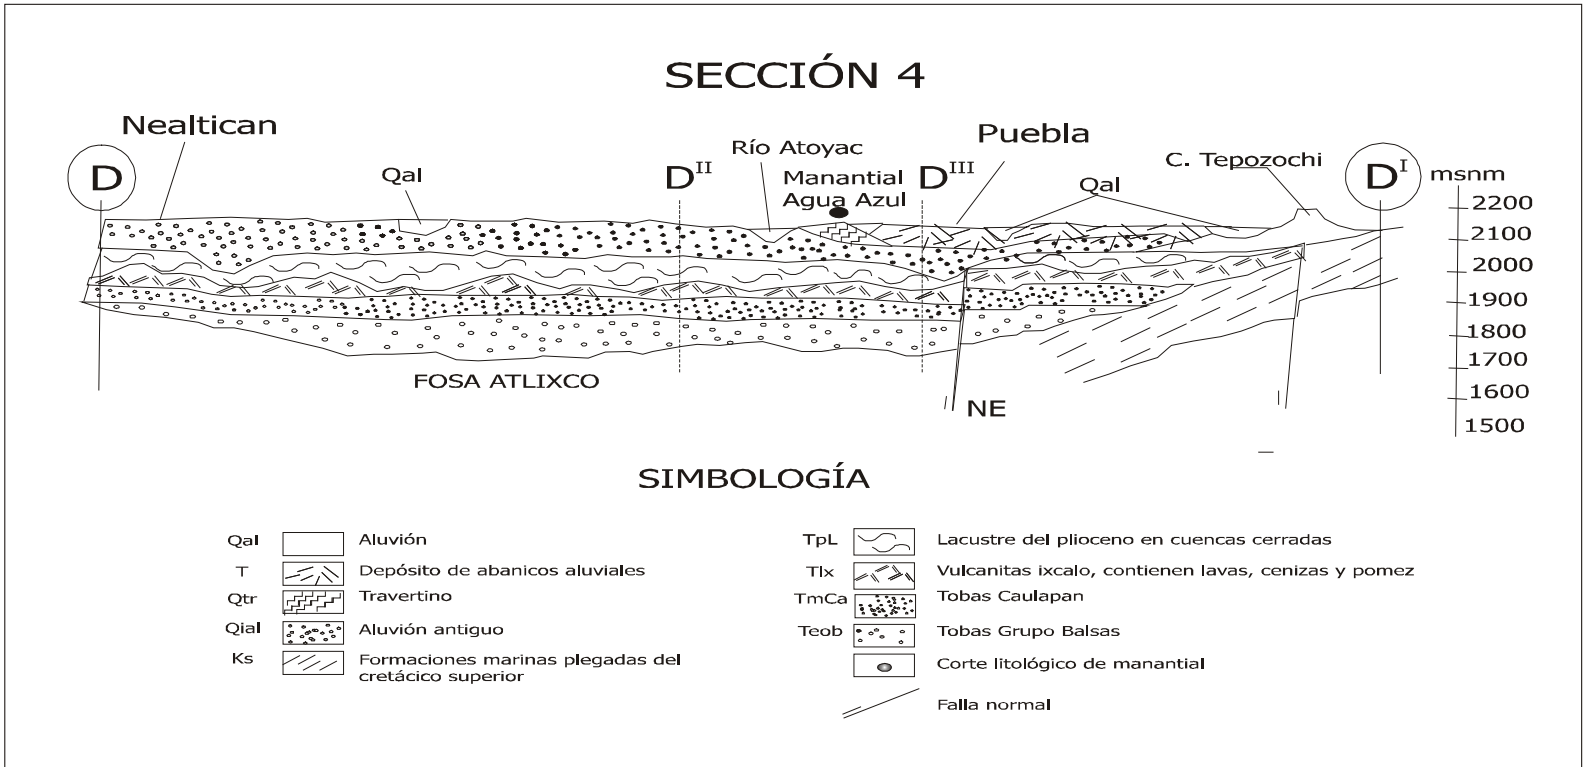 SECCIÓN 4
Nealtican
D
Qal
D^II
Río Atoyac
Manantial
Agua Azul
D^III
Puebla
Qal
C. Tepozochi
D^I
msnm
2200
2100
2000
1900
1800
1700
1600
1500
FOSA ATLIXCO
NE
SIMBOLOGÍA
Qal Aluvión
T Depósito de abanicos aluviales
Qtr Travertino
Qial Aluvión antiguo
Ks Formaciones marinas plegadas del
cretácico superior
TpL Lacustre del plioceno en cuencas cerradas
TIx Vulcanitas ixcalo, contienen lavas, cenizas y pomez
TmCa Tobas Caulapan
Teob Tobas Grupo Balsas
Corte litológico de manantial
Falla normal